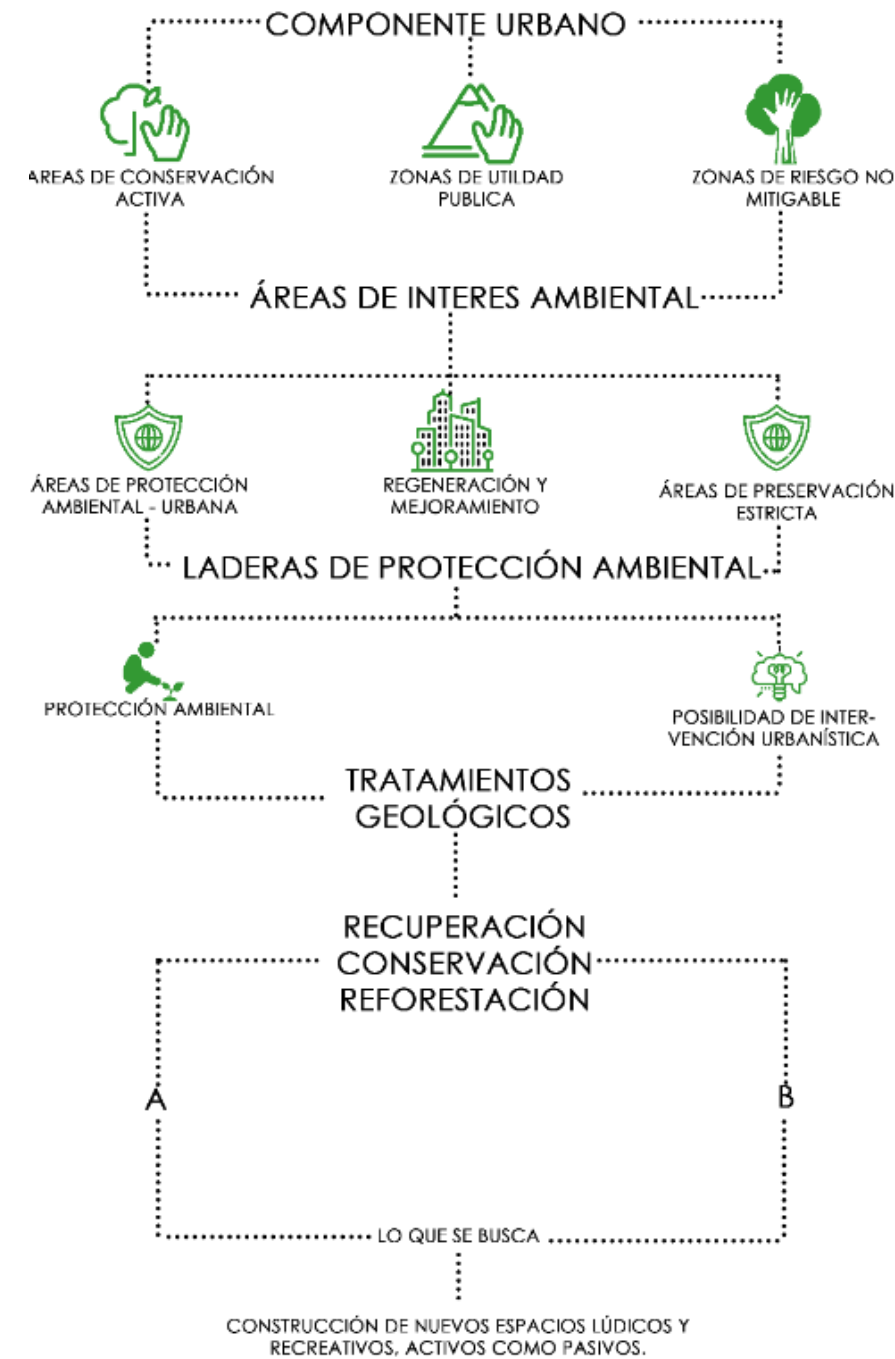 COMPONENTE URBANO
AREAS DE CONSERVACIÓN
ACTIVA
ZONAS DE UTILDAD
PUBLICA
ZONAS DE RIESGO NO
MITIGABLE
ÁREAS DE INTERES AMBIENTAL
ÁREAS DE PROTECCIÓN
AMBIENTAL - URBANA
REGENERACIÓN Y
MEJORAMIENTO
ÁREAS DE PRESERVACIÓN
ESTRICTA
LADERAS DE PROTECCIÓN AMBIENTAL
PROTECCIÓN AMBIENTAL
POSIBILIDAD DE INTER-
VENCIÓN URBANÍSTICA
TRATAMIENTOS
GEOLÓGICOS
RECUPERACIÓN
CONSERVACIÓN
REFORESTACIÓN
A
B
LO QUE SE BUSCA
CONSTRUCCIÓN DE NUEVOS ESPACIOS LÚDICOS Y
RECREATIVOS, ACTIVOS COMO PASIVOS.